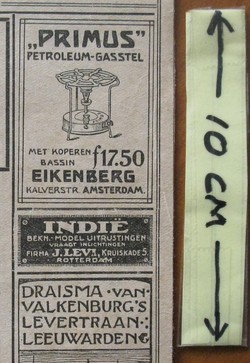 „PRIMUS"
PETROLEUM-GASSTEL
MET KOPEREN
BASSIN f17.50
EIKENBERG
KALVERSTR. AMSTERDAM.
INDIË
BEKN.-MODEL UITRUSTINGEN
VRAAGT INLICHTINGEN
FIRMA J. LEVI, KRUISKADE 5
ROTTERDAM
DRAISMA·VAN·
VALKENBURG'S
LEVERTRAAN:
LEEUWARDEN
10 CM